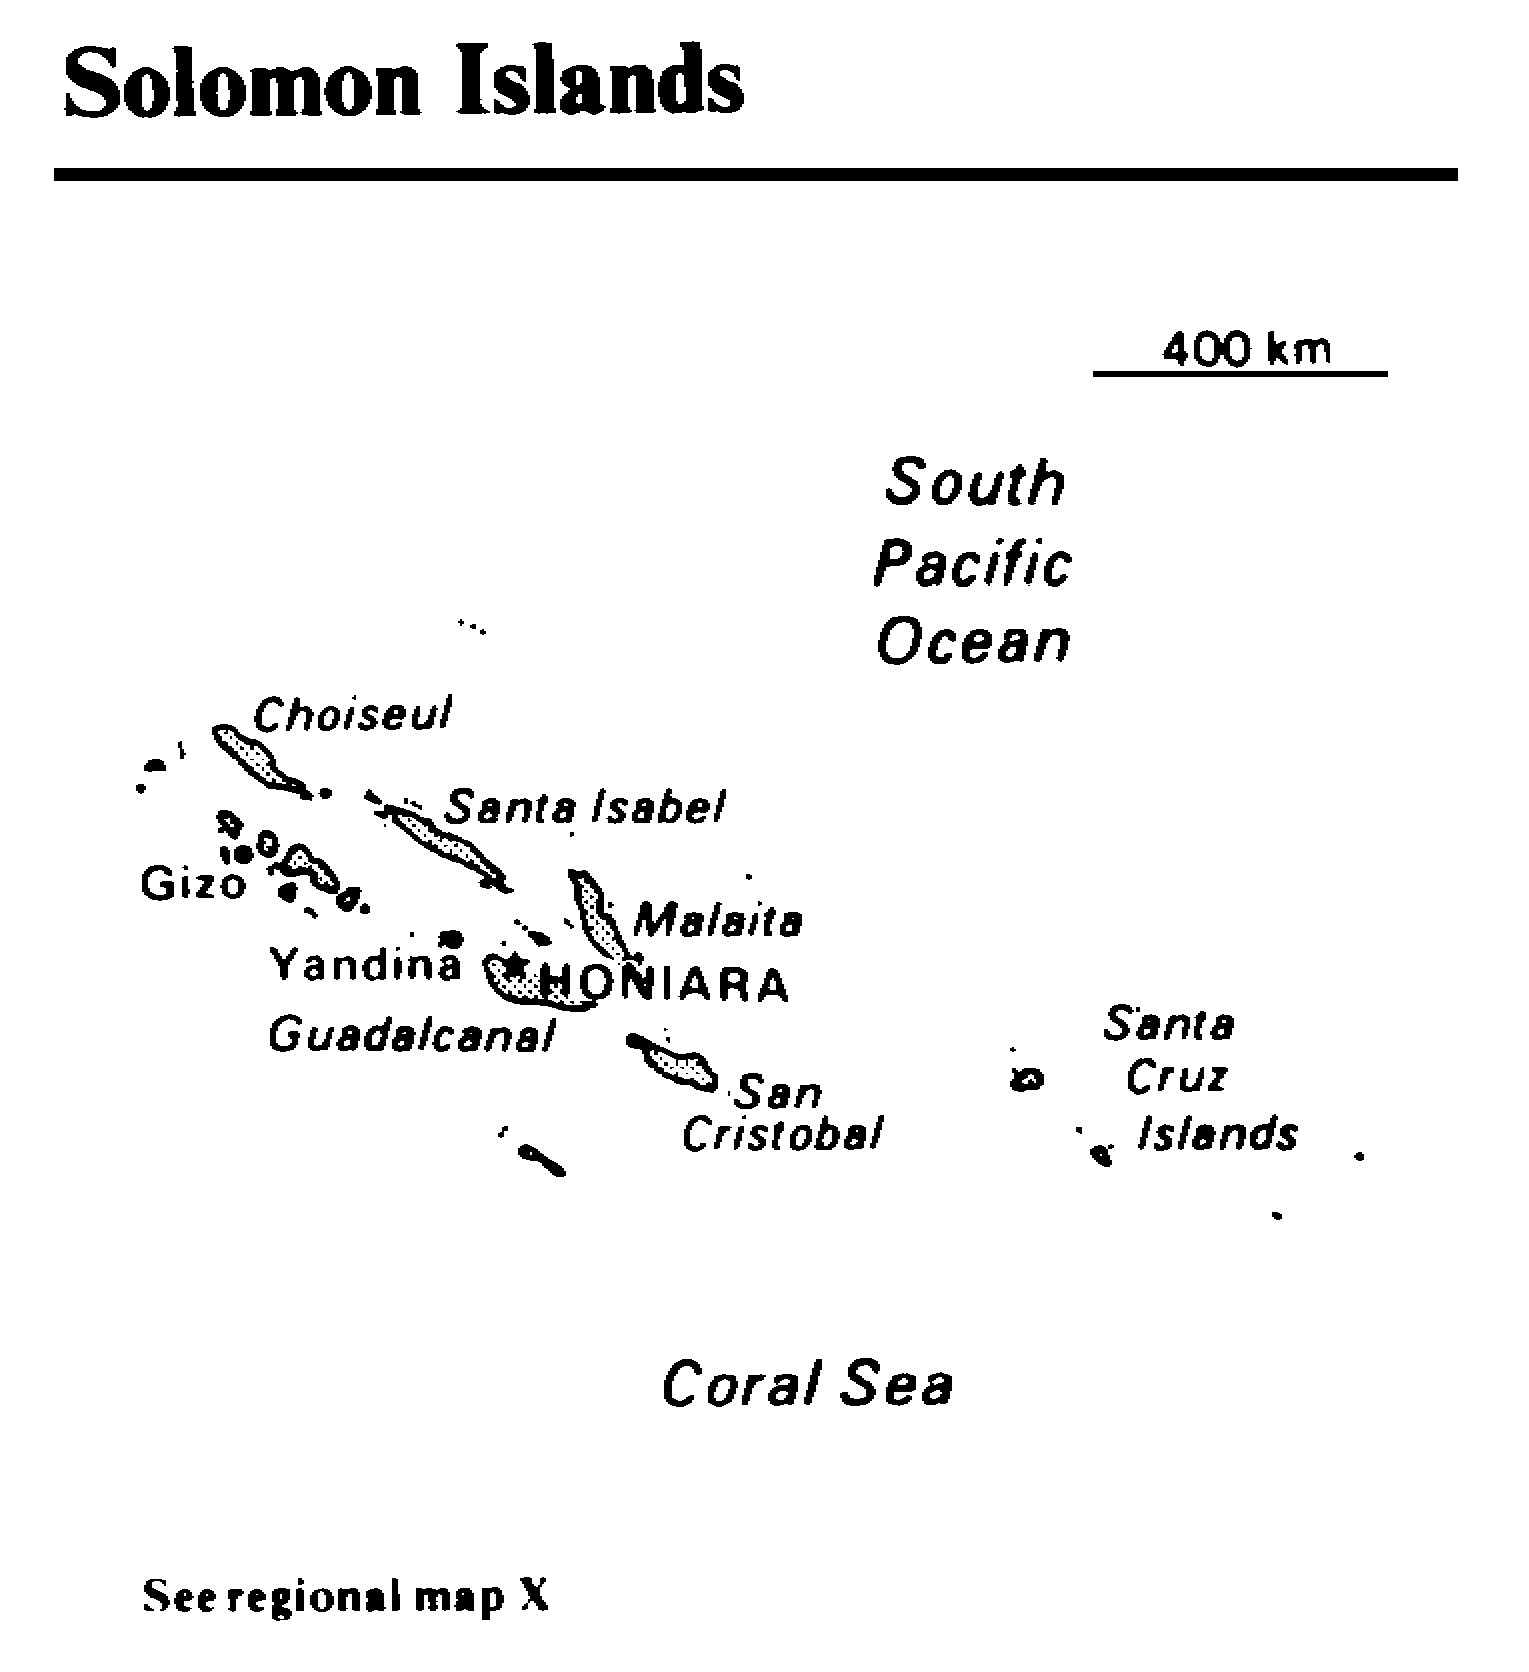 Solomon Islands
400 km
South
Pacific
Ocean
Choiseul
Santa Isabel
Gizo
Malaita
Yandina
HONIARA
Guadalcanal
San
Cristobal
Santa
Cruz
Islands
Coral Sea
See regional map X